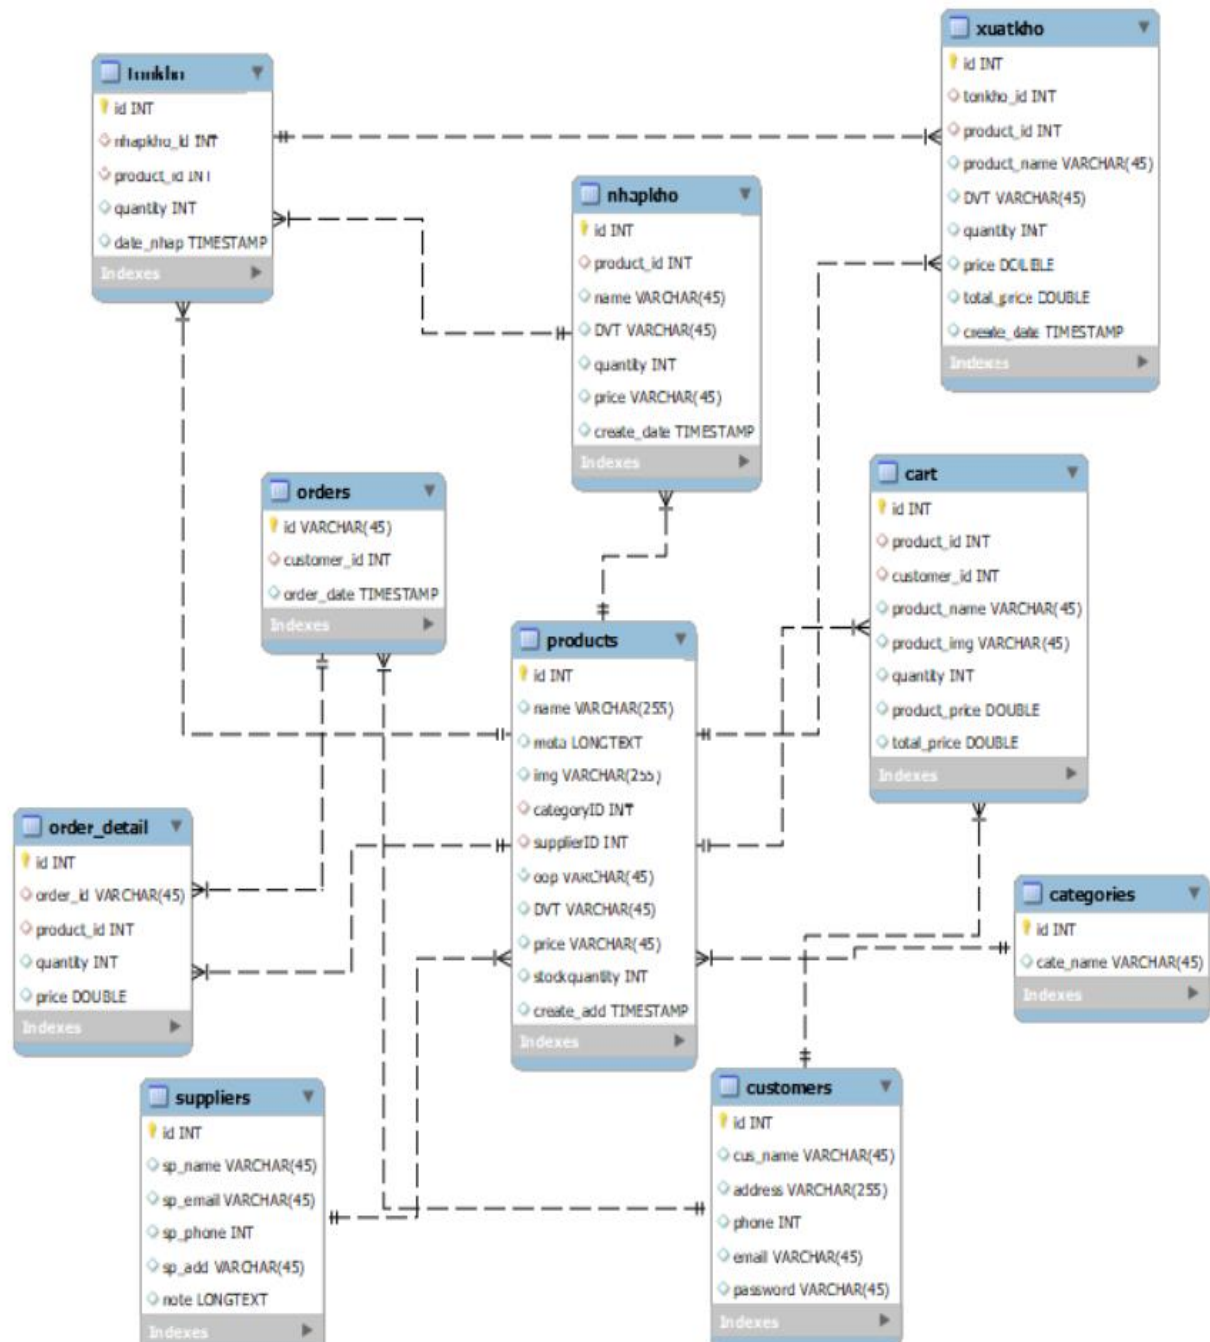 tonkho
id INT
nhapkho_id INT
product_id INT
quantity INT
date_nhap TIMESTAMP
Indexes
xuatkho
id INT
tonkho_id INT
product_id INT
product_name VARCHAR(45)
DVT VARCHAR(45)
quantity INT
price DOUBLE
total_price DOUBLE
create_date TIMESTAMP
Indexes
nhapkho
id INT
product_id INT
name VARCHAR(45)
DVT VARCHAR(45)
quantity INT
price VARCHAR(45)
create_date TIMESTAMP
Indexes
orders
id VARCHAR(45)
customer_id INT
order_date TIMESTAMP
Indexes
cart
id INT
product_id INT
customer_id INT
product_name VARCHAR(45)
product_img VARCHAR(45)
quantity INT
product_price DOUBLE
total_price DOUBLE
Indexes
products
id INT
name VARCHAR(255)
mota LONGTEXT
img VARCHAR(255)
categoryID INT
supplierID INT
VARCHAR(45)
DVT VARCHAR(45)
price VARCHAR(45)
stockquantity INT
create_add TIMESTAMP
Indexes
order_detail
id INT
order_id VARCHAR(45)
product_id INT
quantity INT
price DOUBLE
Indexes
categories
id INT
cate_name VARCHAR(45)
Indexes
suppliers
id INT
sp_name VARCHAR(45)
sp_email VARCHAR(45)
sp_phone INT
sp_add VARCHAR(45)
note LONGTEXT
Indexes
customers
id INT
cus_name VARCHAR(45)
address VARCHAR(255)
phone INT
email VARCHAR(45)
password VARCHAR(45)
Indexes